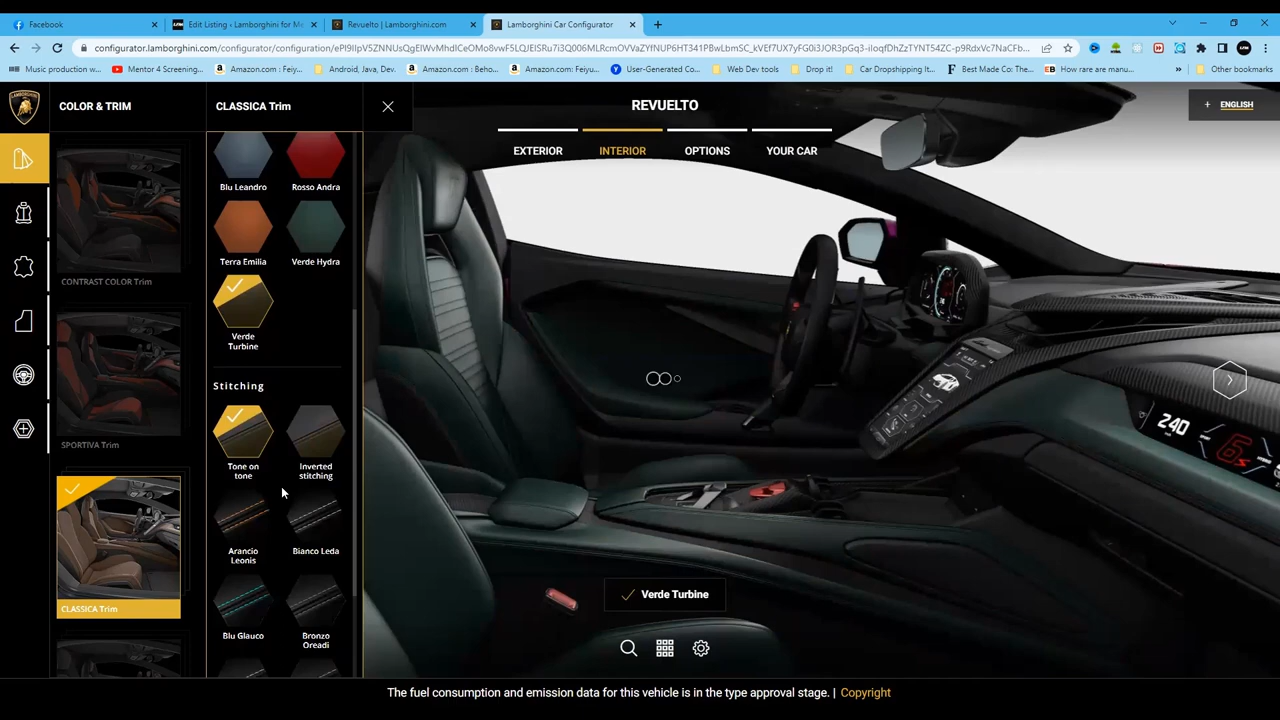 Facebook
Edit Listing ‹ Lamborghini for Me
Revuelto | Lamborghini.com
Lamborghini Car Configurator
Music production w...
Mentor 4 Screening...
Amazon.com : Feiyu...
Android, Java, Dev.
Amazon.com : Beho...
Amazon.com: Feiyu...
User-Generated Co...
Web Dev tools
Drop it!
Car Dropshipping It...
Best Made Co: The...
How rare are manu...
Other bookmarks
COLOR & TRIM
CLASSICA Trim
REVUELTO
+ ENGLISH
EXTERIOR
INTERIOR
OPTIONS
YOUR CAR
CONTRAST COLOR Trim
SPORTIVA Trim
CLASSICA Trim
Blu Leandro
Rosso Andra
Terra Emilia
Verde Hydra
Verde
Turbine
Stitching
Tone on
tone
Inverted
stitching
Arancio
Leonis
Bianco Leda
Blu Glauco
Bronzo
Oreadi
240
6
Verde Turbine
The fuel consumption and emission data for this vehicle is in the type approval stage. | Copyright